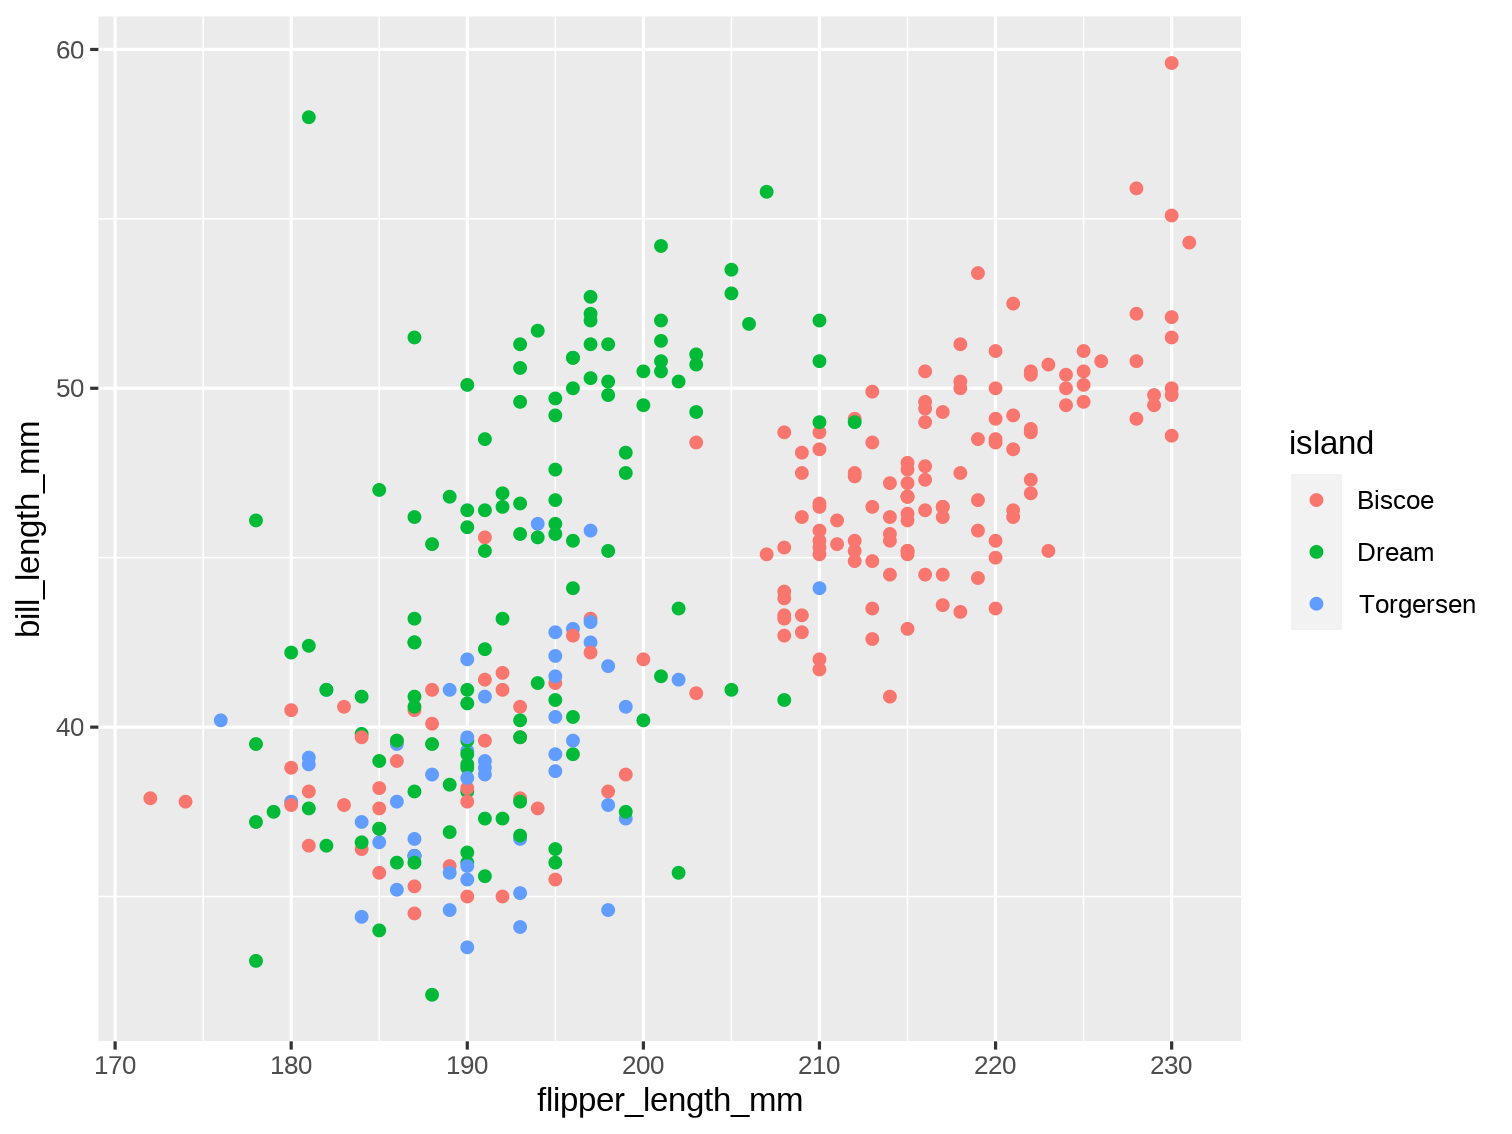 60
50
40
bill_length_mm
170 180 190 200 210 220 230
flipper_length_mm
island
Biscoe
Dream
Torgersen